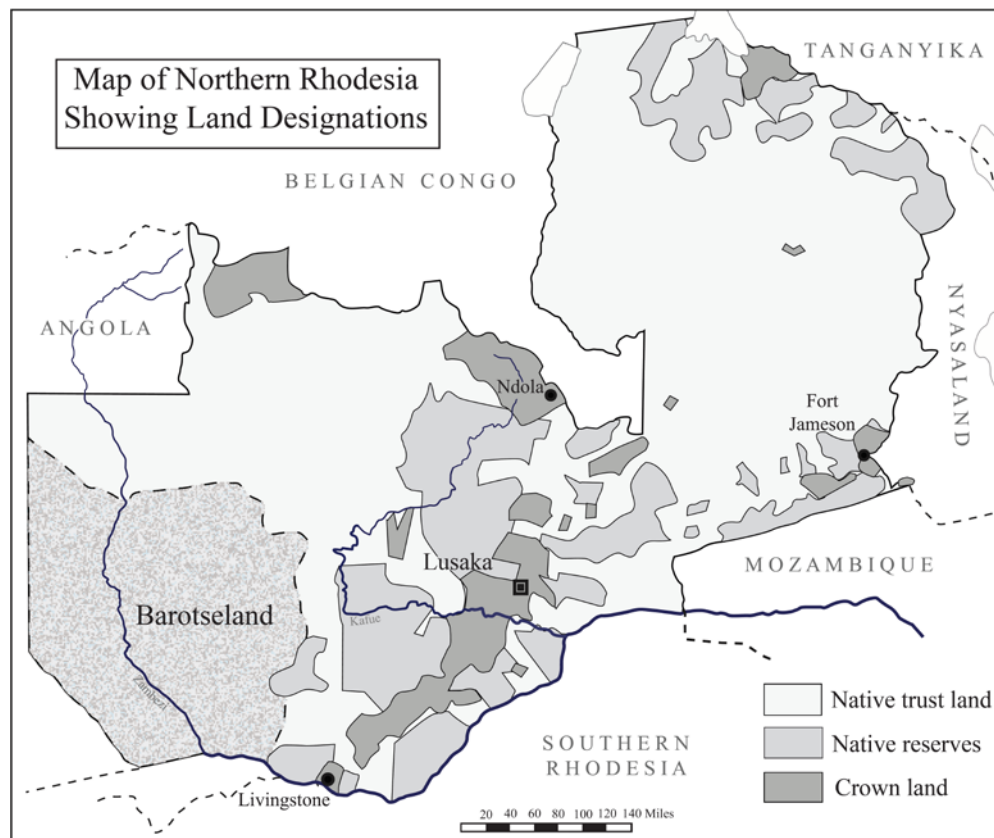 Map of Northern Rhodesia
Showing Land Designations
TANGANYIKA
BELGIAN CONGO
ANGOLA
NYASALAND
Ndola
Fort
Jameson
Lusaka
MOZAMBIQUE
Barotseland
Kafue
Zambezi
Native trust land
Native reserves
Crown land
SOUTHERN
RHODESIA
Livingstone
20 40 60 80 100 120 140 Miles